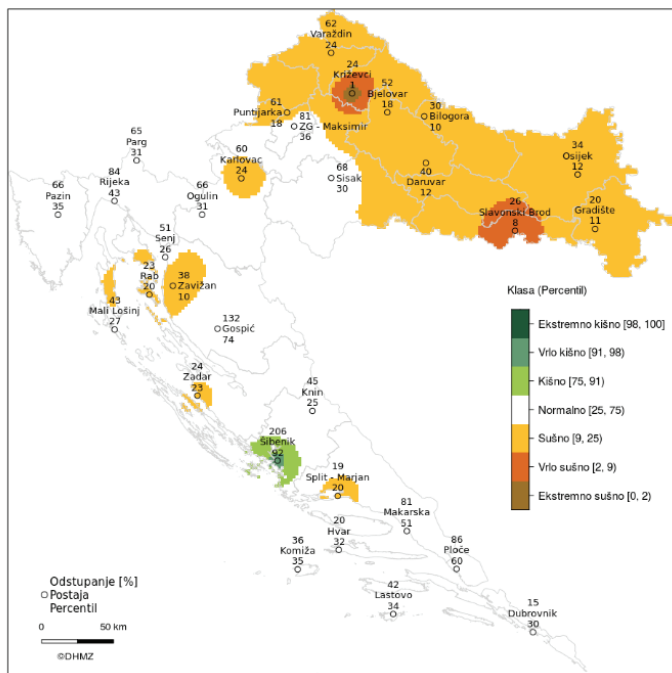 62
Varaždin
24
24
Križevci
1
52
Bjelovar
18
61
Puntijarka
18
81
ZG - Maksimir
36
30
Bilogora
10
65
Parg
31
60
Karlovac
24
68
Sisak
30
40
Daruvar
12
34
Osijek
12
66
Pazin
35
84
Rijeka
43
66
Ogulin
31
26
Slavonski Brod
8
20
Gradište
11
51
Senj
26
23
Rab
20
38
Zavižan
10
43
Mali Lošinj
27
132
Gospić
74
24
Zadar
23
45
Knin
25
206
Šibenik
92
19
Split - Marjan
20
81
Makarska
51
20
Hvar
32
36
Komiža
35
86
Ploče
60
42
Lastovo
34
15
Dubrovnik
30
Klasa (Percentil)
Ekstremno kišno [98, 100]
Vrlo kišno [91, 98)
Kišno [75, 91)
Normalno [25, 75)
Sušno [9, 25)
Vrlo sušno [2, 9)
Ekstremno sušno [0, 2)
Odstupanje [%]
Postaja
Percentil
0 50 km
©DHMZ